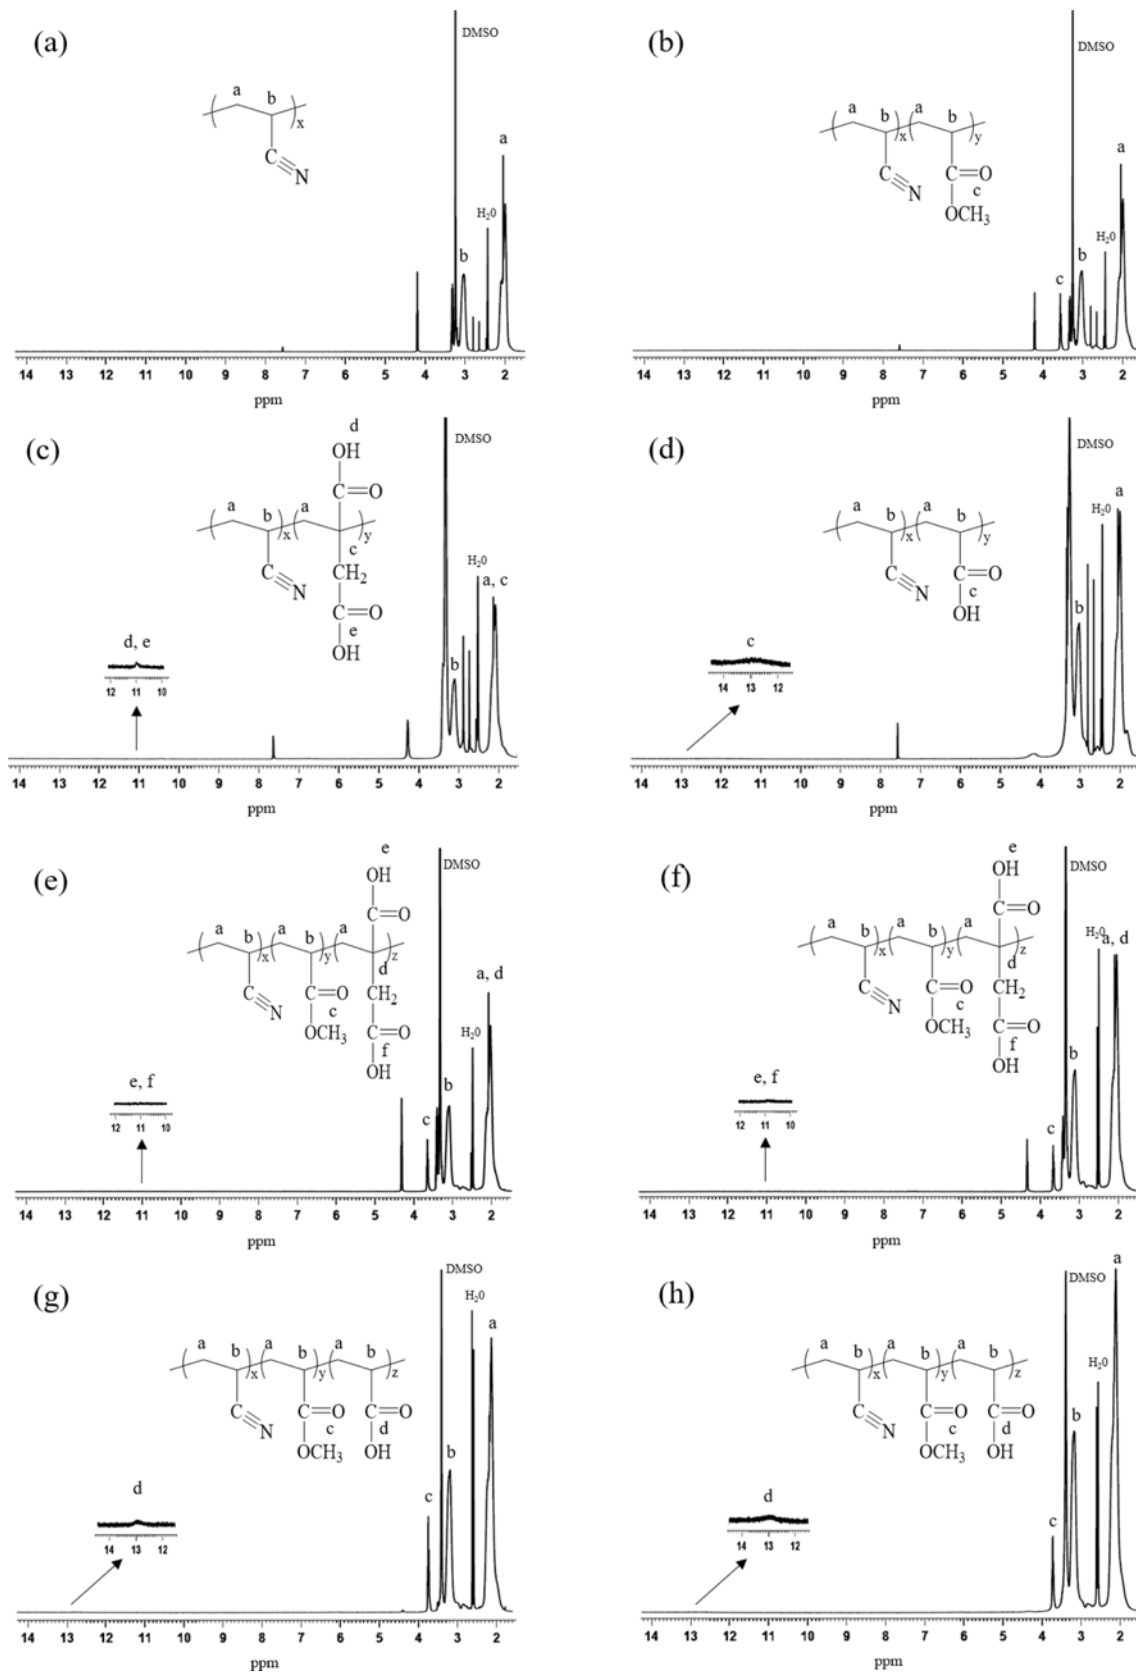 (a)
DMSO
a
b
x
C
N
a
H₂0
b
14 13 12 11 10 9 8 7 6 5 4 3 2
ppm
(b)
DMSO
a b a b
x y
C
N
C O
c
OCH₃
a
H₂0
b
c
14 13 12 11 10 9 8 7 6 5 4 3 2
ppm
(c)
d
OH
C O
DMSO
a b a
x y
c
C
N
CH₂
C O
e
OH
H₂0
a, c
b
d, e
12 11 10
14 13 12 11 10 9 8 7 6 5 4 3 2
ppm
(d)
DMSO
a b a b
x y
C
N
C O
c
OH
a
H₂0
b
c
14 13 12
14 13 12 11 10 9 8 7 6 5 4 3 2
ppm
(e)
e
OH
C O
DMSO
a b a b a
x y z
d
C
N
C O
c
OCH₃
CH₂
C O
f
OH
a, d
H₂0
b
c
e, f
12 11 10
14 13 12 11 10 9 8 7 6 5 4 3 2
ppm
(f)
e
OH
C O
DMSO
a b a b a
x y z
d
C
N
C O
c
OCH₃
CH₂
C O
f
OH
H₂0
a, d
b
c
e, f
12 11 10
14 13 12 11 10 9 8 7 6 5 4 3 2
ppm
(g)
DMSO
H₂0
a
a b a b a b
x y z
C
N
C O
c
OCH₃
C O
d
OH
b
c
d
14 13 12
14 13 12 11 10 9 8 7 6 5 4 3 2
ppm
(h)
a
DMSO
H₂0
a b a b a b
x y z
C
N
C O
c
OCH₃
C O
d
OH
b
c
d
14 13 12
14 13 12 11 10 9 8 7 6 5 4 3 2
ppm